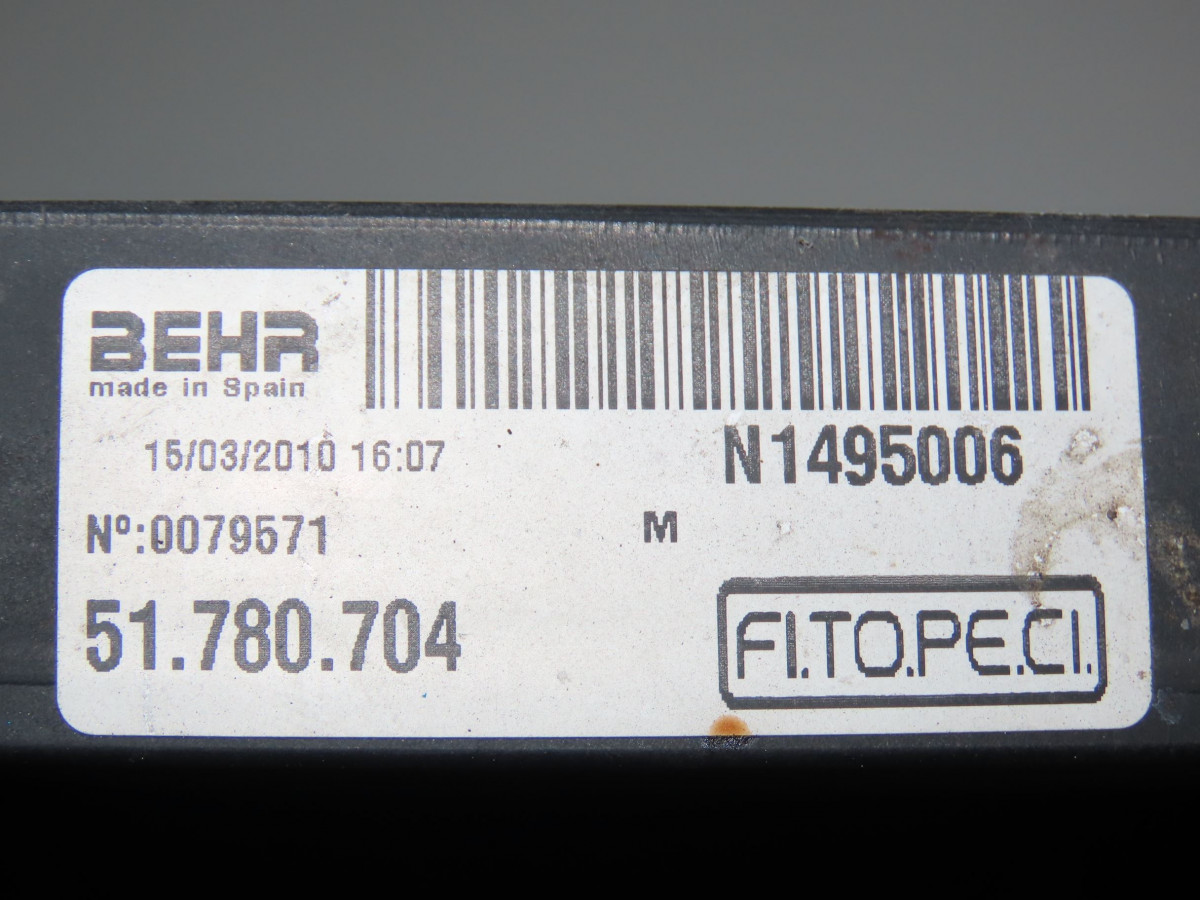 BEHR
made in Spain
15/03/2010 16:07
N1495006
Nº:0079571
M
51.780.704
FI.TO.PE.CI.